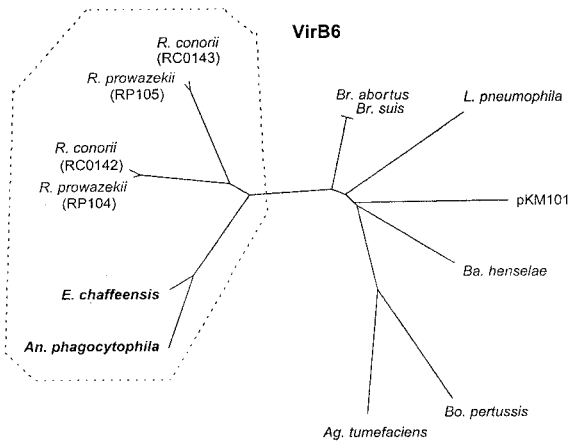 VirB6
R. conorii
(RC0143)
R. prowazekii
(RP105)
R. conorii
(RC0142)
R. prowazekii
(RP104)
E. chaffeensis
An. phagocytophila
Br. abortus
Br. suis
L. pneumophila
pKM101
Ba. henselae
Bo. pertussis
Ag. tumefaciens